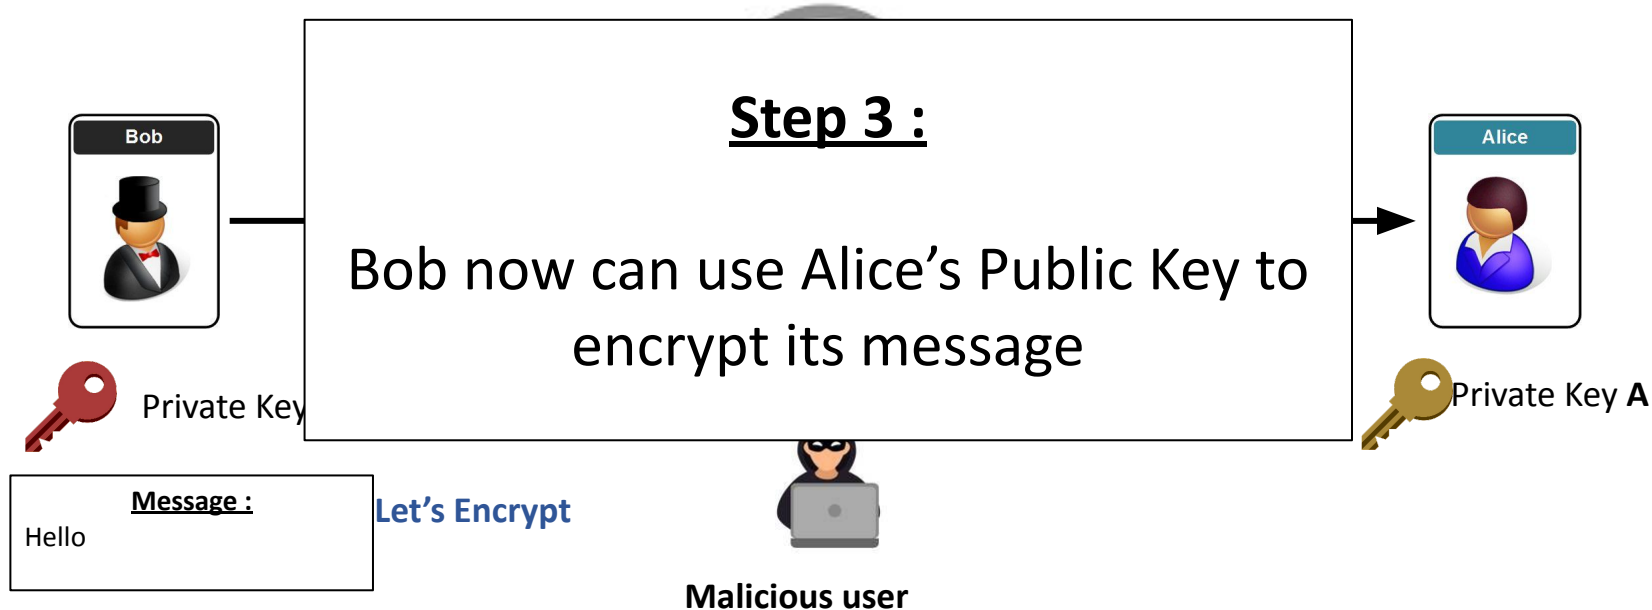 Step 3 :
Bob
Alice
Bob now can use Alice’s Public Key to
encrypt its message
Private Key
Private Key A
Message :
Hello
Let’s Encrypt
Malicious user